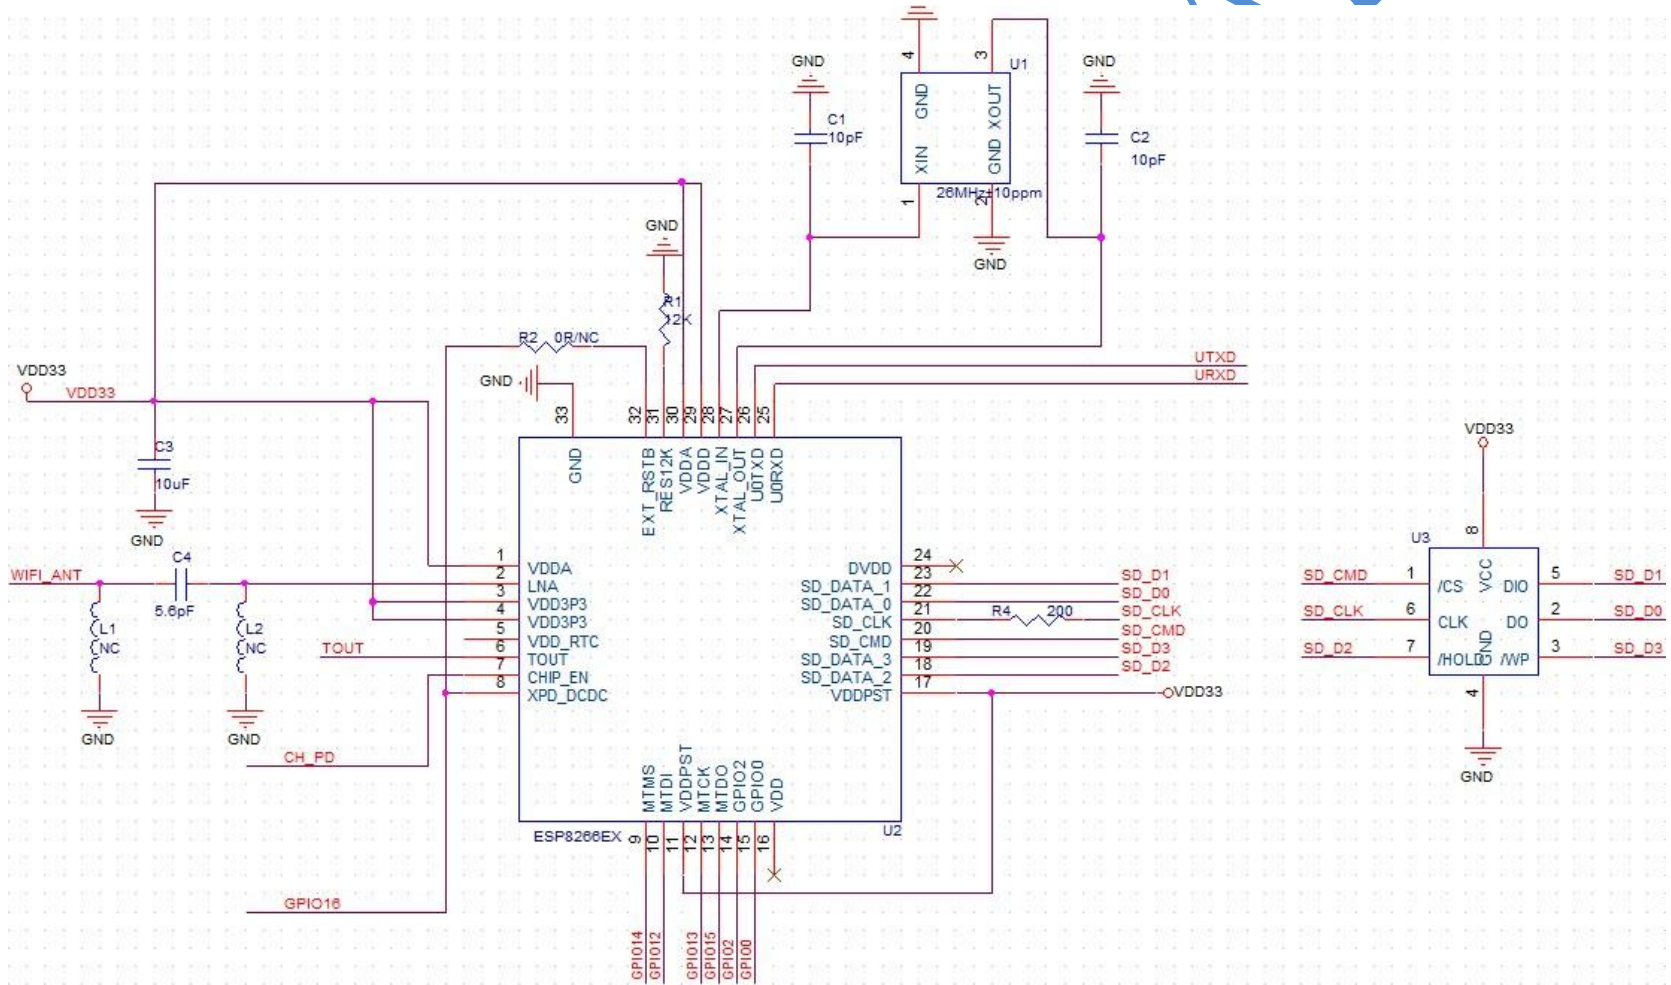 GND
GND
4
3
U1
C1
10pF
GND XOUT
XIN
GND
C2
10pF
26MHz±10ppm
1
2
GND
GND
R1
12K
R2 0R/NC
GND
VDD33
VDD33
C3
10uF
GND
UTXD
URXD
33
32
31
30
29
28
27
26
25
GND
EXT_RSTB
RES12K
VDDA
VDDD
XTAL_IN
XTAL_OUT
U0TXD
U0RXD
WIFI_ANT
C4
5.6pF
L1
NC
GND
L2
NC
GND
TOUT
CH_PD
GPIO16
1 VDDA
2 LNA
3 VDD3P3
4 VDD3P3
5 VDD_RTC
6 TOUT
7 CHIP_EN
8 XPD_DCDC
DVDD 24
SD_DATA_1 23 SD_D1
SD_DATA_0 22 SD_D0
SD_CLK 21 R4 200 SD_CLK
SD_CMD 20 SD_CMD
SD_DATA_3 19 SD_D3
SD_DATA_2 18 SD_D2
VDDPST 17 VDD33
MTMS
MTDI
VDDPST
MTCK
MTDO
GPIO2
GPIO0
VDD
ESP8266EX
U2
9
10
11
12
13
14
15
16
GPIO14
GPIO12
GPIO13
GPIO15
GPIO2
GPIO0
VDD33
8
U3
VCC
SD_CMD 1 /CS DIO 5 SD_D1
SD_CLK 6 CLK DO 2 SD_D0
SD_D2 7 /HOLD GND /WP 3 SD_D3
4
GND